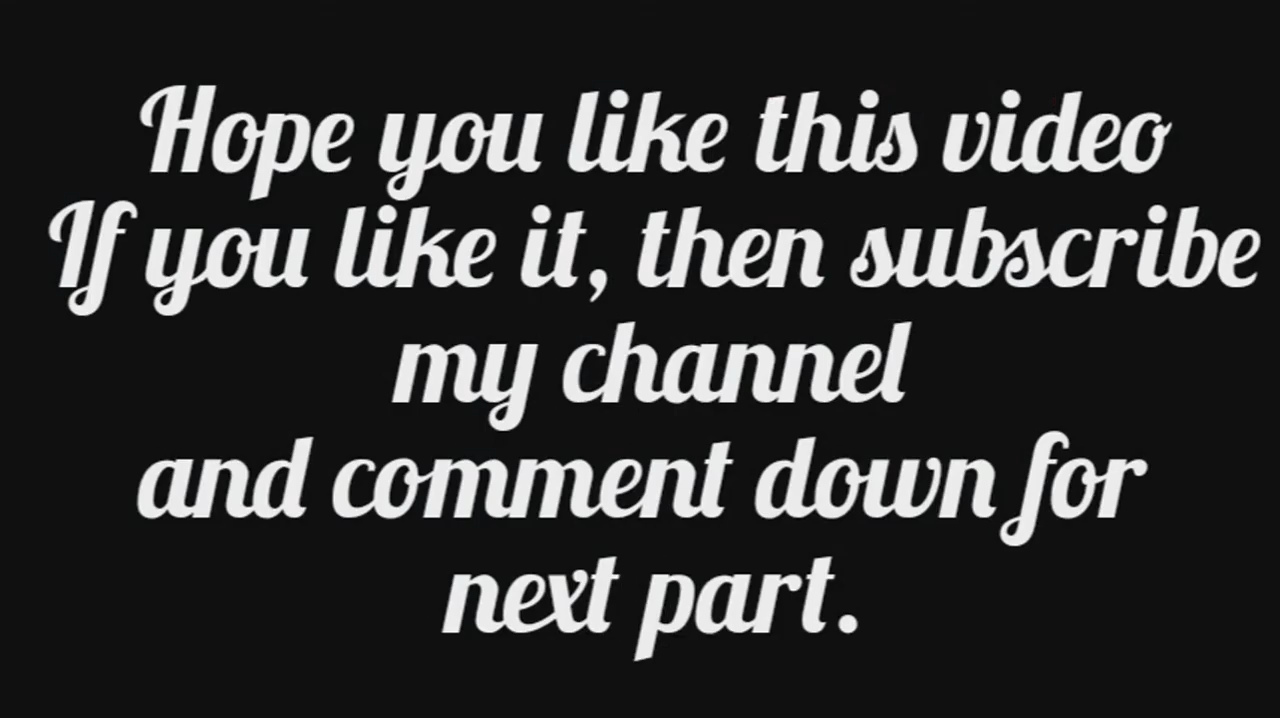 Hope you like this video
If you like it, then subscribe
my channel
and comment down for
next part.